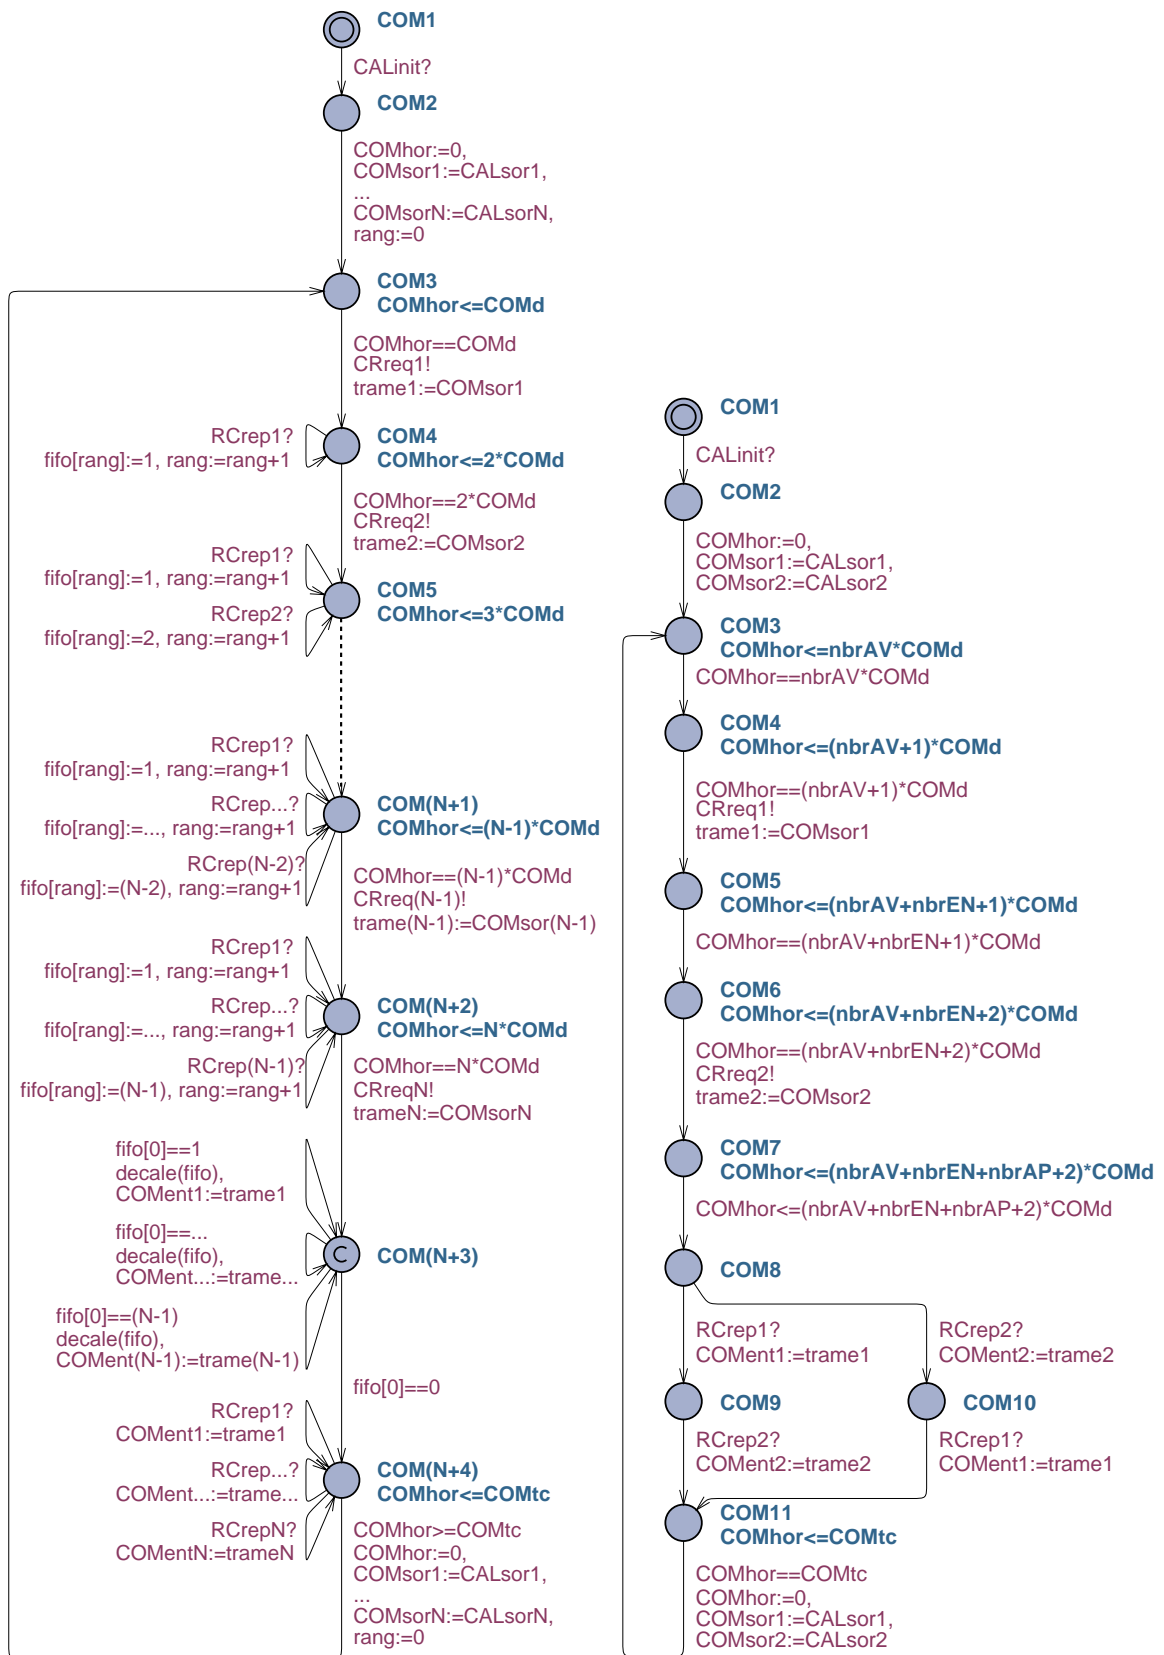 COM1
CALinit?
COM2
COMhor:=0,
COMsor1:=CALsor1,
...
COMsorN:=CALsorN,
rang:=0
COM3
COMhor<=COMd
COMhor==COMd
CRreq1!
trame1:=COMsor1
RCrep1?
fifo[rang]:=1, rang:=rang+1
COM4
COMhor<=2*COMd
COMhor==2*COMd
CRreq2!
trame2:=COMsor2
RCrep1?
fifo[rang]:=1, rang:=rang+1
RCrep2?
fifo[rang]:=2, rang:=rang+1
COM5
COMhor<=3*COMd
RCrep1?
fifo[rang]:=1, rang:=rang+1
RCrep...?
fifo[rang]:=..., rang:=rang+1
RCrep(N-2)?
fifo[rang]:=(N-2), rang:=rang+1
COM(N+1)
COMhor<=(N-1)*COMd
COMhor==(N-1)*COMd
CRreq(N-1)!
trame(N-1):=COMsor(N-1)
RCrep1?
fifo[rang]:=1, rang:=rang+1
RCrep...?
fifo[rang]:=..., rang:=rang+1
RCrep(N-1)?
fifo[rang]:=(N-1), rang:=rang+1
COM(N+2)
COMhor<=N*COMd
COMhor==N*COMd
CRreqN!
trameN:=COMsorN
fifo[0]==1
decale(fifo),
COMent1:=trame1
fifo[0]==...
decale(fifo),
COMent...:=trame...
fifo[0]==(N-1)
decale(fifo),
COMent(N-1):=trame(N-1)
C
COM(N+3)
fifo[0]==0
RCrep1?
COMent1:=trame1
RCrep...?
COMent...:=trame...
RCrepN?
COMentN:=trameN
COM(N+4)
COMhor<=COMtc
COMhor>=COMtc
COMhor:=0,
COMsor1:=CALsor1,
...
COMsorN:=CALsorN,
rang:=0
COM1
CALinit?
COM2
COMhor:=0,
COMsor1:=CALsor1,
COMsor2:=CALsor2
COM3
COMhor<=nbrAV*COMd
COMhor==nbrAV*COMd
COM4
COMhor<=(nbrAV+1)*COMd
COMhor==(nbrAV+1)*COMd
CRreq1!
trame1:=COMsor1
COM5
COMhor<=(nbrAV+nbrEN+1)*COMd
COMhor==(nbrAV+nbrEN+1)*COMd
COM6
COMhor<=(nbrAV+nbrEN+2)*COMd
COMhor==(nbrAV+nbrEN+2)*COMd
CRreq2!
trame2:=COMsor2
COM7
COMhor<=(nbrAV+nbrEN+nbrAP+2)*COMd
COMhor<=(nbrAV+nbrEN+nbrAP+2)*COMd
COM8
RCrep1?
COMent1:=trame1
RCrep2?
COMent2:=trame2
COM9
COM10
RCrep2?
COMent2:=trame2
RCrep1?
COMent1:=trame1
COM11
COMhor<=COMtc
COMhor==COMtc
COMhor:=0,
COMsor1:=CALsor1,
COMsor2:=CALsor2